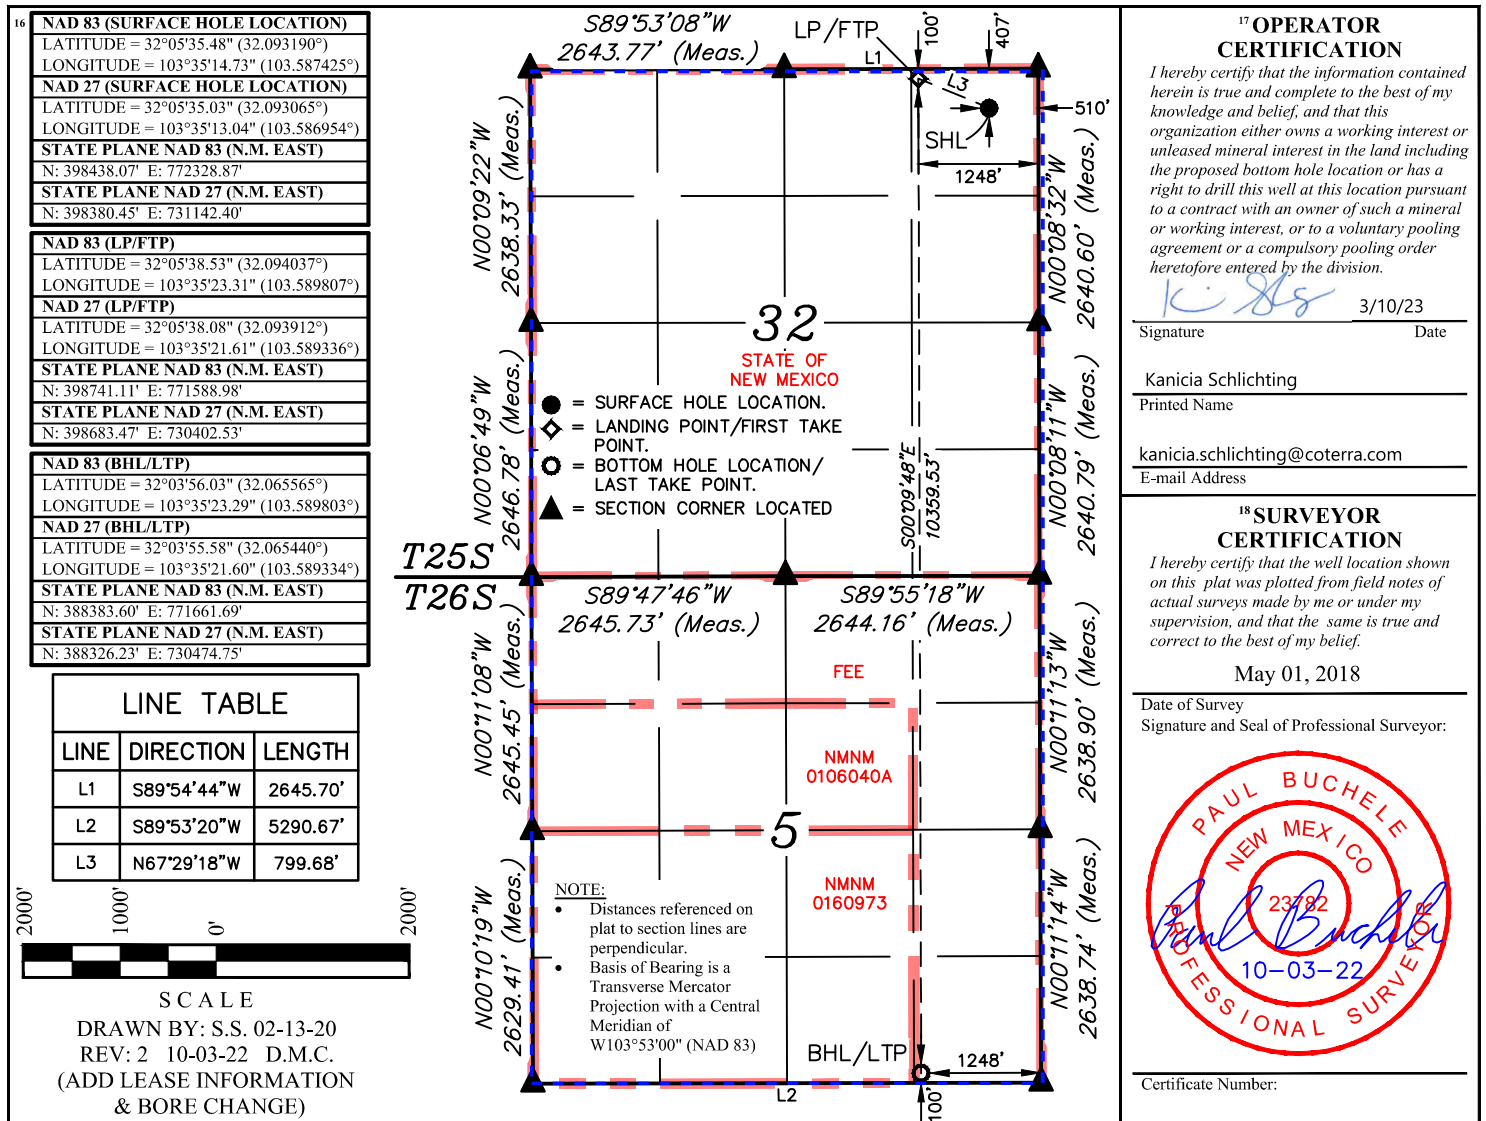 16
NAD 83 (SURFACE HOLE LOCATION)
LATITUDE = 32°05'35.48" (32.093190°)
LONGITUDE = 103°35'14.73" (103.587425°)
NAD 27 (SURFACE HOLE LOCATION)
LATITUDE = 32°05'35.03" (32.093065°)
LONGITUDE = 103°35'13.04" (103.586954°)
STATE PLANE NAD 83 (N.M. EAST)
N: 398438.07' E: 772328.87'
STATE PLANE NAD 27 (N.M. EAST)
N: 398380.45' E: 731142.40'
NAD 83 (LP/FTP)
LATITUDE = 32°05'38.53" (32.094037°)
LONGITUDE = 103°35'23.31" (103.589807°)
NAD 27 (LP/FTP)
LATITUDE = 32°05'38.08" (32.093912°)
LONGITUDE = 103°35'21.61" (103.589336°)
STATE PLANE NAD 83 (N.M. EAST)
N: 398741.11' E: 771588.98'
STATE PLANE NAD 27 (N.M. EAST)
N: 398683.47' E: 730402.53'
NAD 83 (BHL/LTP)
LATITUDE = 32°03'56.03" (32.065565°)
LONGITUDE = 103°35'23.29" (103.589803°)
NAD 27 (BHL/LTP)
LATITUDE = 32°03'55.58" (32.065440°)
LONGITUDE = 103°35'21.60" (103.589334°)
STATE PLANE NAD 83 (N.M. EAST)
N: 388383.60' E: 771661.69'
STATE PLANE NAD 27 (N.M. EAST)
N: 388326.23' E: 730474.75'
LINE TABLE
LINE DIRECTION LENGTH
L1 S89°54'44"W 2645.70'
L2 S89°53'20"W 5290.67'
L3 N67°29'18"W 799.68'
2000' 1000' 0' 2000'
SCALE
DRAWN BY: S.S. 02-13-20
REV: 2 10-03-22 D.M.C.
(ADD LEASE INFORMATION
& BORE CHANGE)
S89°53'08"W
2643.77' (Meas.)
LP/FTP
L1
100'
407'
L3
510'
SHL
1248'
N00°09'22"W
2638.33' (Meas.)
N00°08'32"W
2640.60' (Meas.)
32
STATE OF
NEW MEXICO
= SURFACE HOLE LOCATION.
= LANDING POINT/FIRST TAKE
POINT.
= BOTTOM HOLE LOCATION/
LAST TAKE POINT.
= SECTION CORNER LOCATED
N00°06'49"W
2646.78' (Meas.)
S00°09'48"E
10359.53'
N00°08'11"W
2640.79' (Meas.)
T25S
T26S
S89°47'46"W
2645.73' (Meas.)
S89°55'18"W
2644.16' (Meas.)
FEE
N00°11'08"W
2645.45' (Meas.)
N00°11'13"W
2638.90' (Meas.)
NMNM
0106040A
5
NMNM
0160973
N00°10'19"W
2629.41' (Meas.)
N00°11'14"W
2638.74' (Meas.)
NOTE:
• Distances referenced on
plat to section lines are
perpendicular.
• Basis of Bearing is a
Transverse Mercator
Projection with a Central
Meridian of
W103°53'00" (NAD 83)
BHL/LTP
1248'
L2
100'
17 OPERATOR
CERTIFICATION
I hereby certify that the information contained
herein is true and complete to the best of my
knowledge and belief, and that this
organization either owns a working interest or
unleased mineral interest in the land including
the proposed bottom hole location or has a
right to drill this well at this location pursuant
to a contract with an owner of such a mineral
or working interest, or to a voluntary pooling
agreement or a compulsory pooling order
heretofore entered by the division.
3/10/23
Signature Date
Kanicia Schlichting
Printed Name
kanicia.schlichting@coterra.com
E-mail Address
18 SURVEYOR
CERTIFICATION
I hereby certify that the well location shown
on this plat was plotted from field notes of
actual surveys made by me or under my
supervision, and that the same is true and
correct to the best of my belief.
May 01, 2018
Date of Survey
Signature and Seal of Professional Surveyor:
PAUL BUCHELE
NEW MEXICO
23782
Paul Buchele
10-03-22
PROFESSIONAL SURVEYOR
Certificate Number: